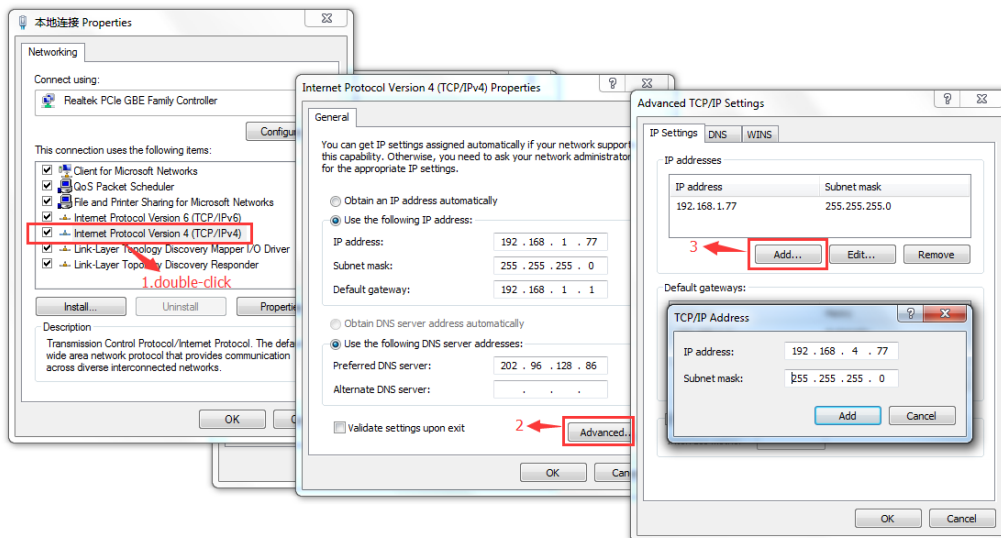 本地连接 Properties
Networking
Connect using:
Realtek PCIe GBE Family Controller
This connection uses the following items:
Client for Microsoft Networks
QoS Packet Scheduler
File and Printer Sharing for Microsoft Networks
Internet Protocol Version 6 (TCP/IPv6)
Internet Protocol Version 4 (TCP/IPv4)
Link-Layer Topology Discovery Mapper I/O Driver
Link-Layer Topology Discovery Responder
1.double-click
Install...
Uninstall
Description
Transmission Control Protocol/Internet Protocol. The
wide area network protocol that provides communication
across diverse interconnected networks.
OK
Internet Protocol Version 4 (TCP/IPv4) Properties
General
You can get IP settings assigned automatically if your network
this capability. Otherwise, you need to ask your network administrator
for the appropriate IP settings.
Obtain an IP address automatically
Use the following IP address:
IP address:
192 . 168 . 1 . 77
Subnet mask:
255 . 255 . 255 . 0
Default gateway:
192 . 168 . 1 . 1
Obtain DNS server address automatically
Use the following DNS server addresses:
Preferred DNS server:
202 . 96 . 128 . 86
Alternate DNS server:
. . .
Validate settings upon exit
2
Advanced..
OK
Advanced TCP/IP Settings
IP Settings
DNS
WINS
IP addresses
IP address
Subnet mask
192.168.1.77
255.255.255.0
3
Add...
Edit...
Remove
Default gateways:
TCP/IP Address
IP address:
192 . 168 . 4 . 77
Subnet mask:
255 . 255 . 255 . 0
Add
Cancel
OK
Cancel